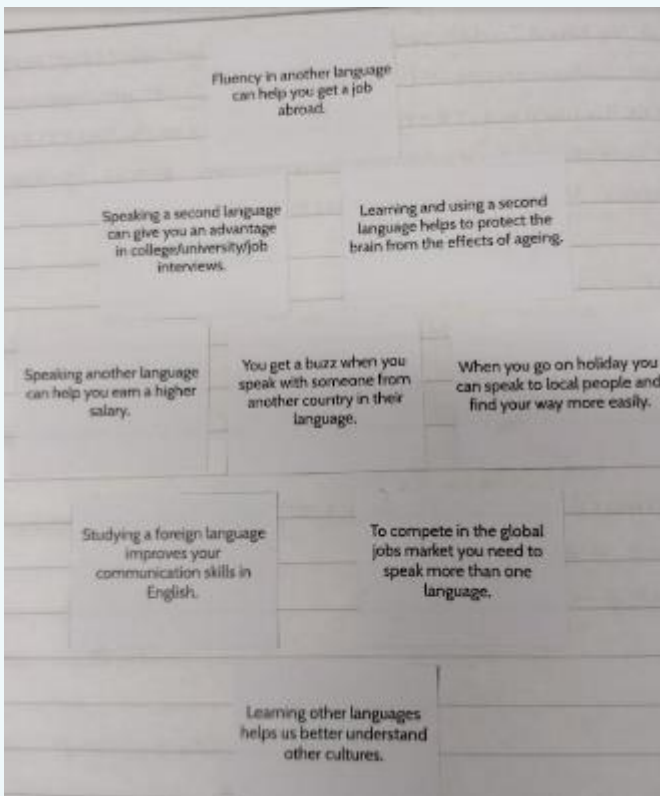 Fluency in another language
can help you get a job
abroad.
Speaking a second language
can give you an advantage
in college/university/job
interviews.
Learning and using a second
language helps to protect the
brain from the effects of ageing.
Speaking another language
can help you earn a higher
salary.
You get a buzz when you
speak with someone from
another country in their
language.
When you go on holiday you
can speak to local people and
find your way more easily.
Studying a foreign language
improves your
communication skills in
English.
To compete in the global
jobs market you need to
speak more than one
language.
Learning other languages
helps us better understand
other cultures.